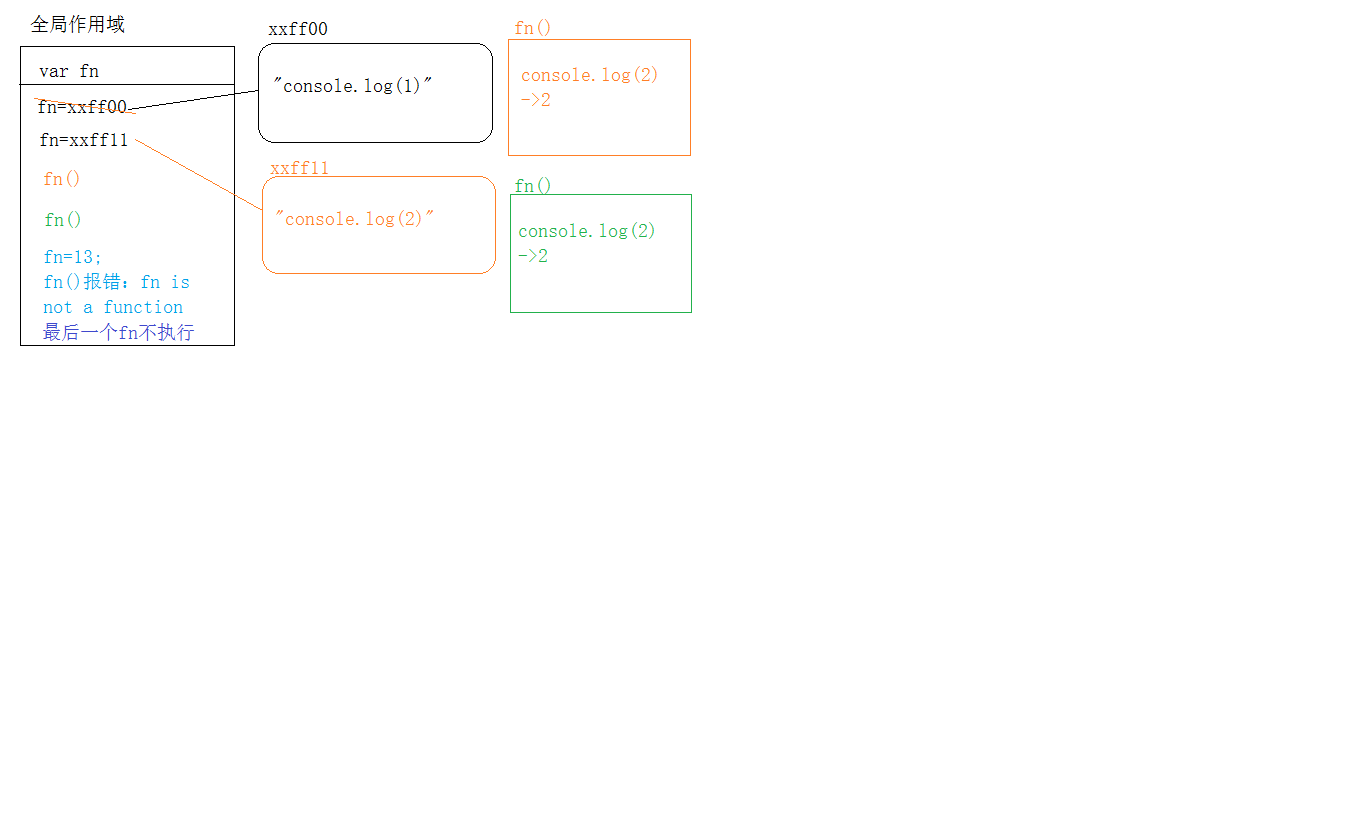 全局作用域
var fn
fn=xxff00
fn=xxff11
fn()
fn()
fn=13;
fn()报错：fn is
not a function
最后一个fn不执行
xxff00
"console.log(1)"
xxff11
"console.log(2)"
fn()
console.log(2)
->2
fn()
console.log(2)
->2